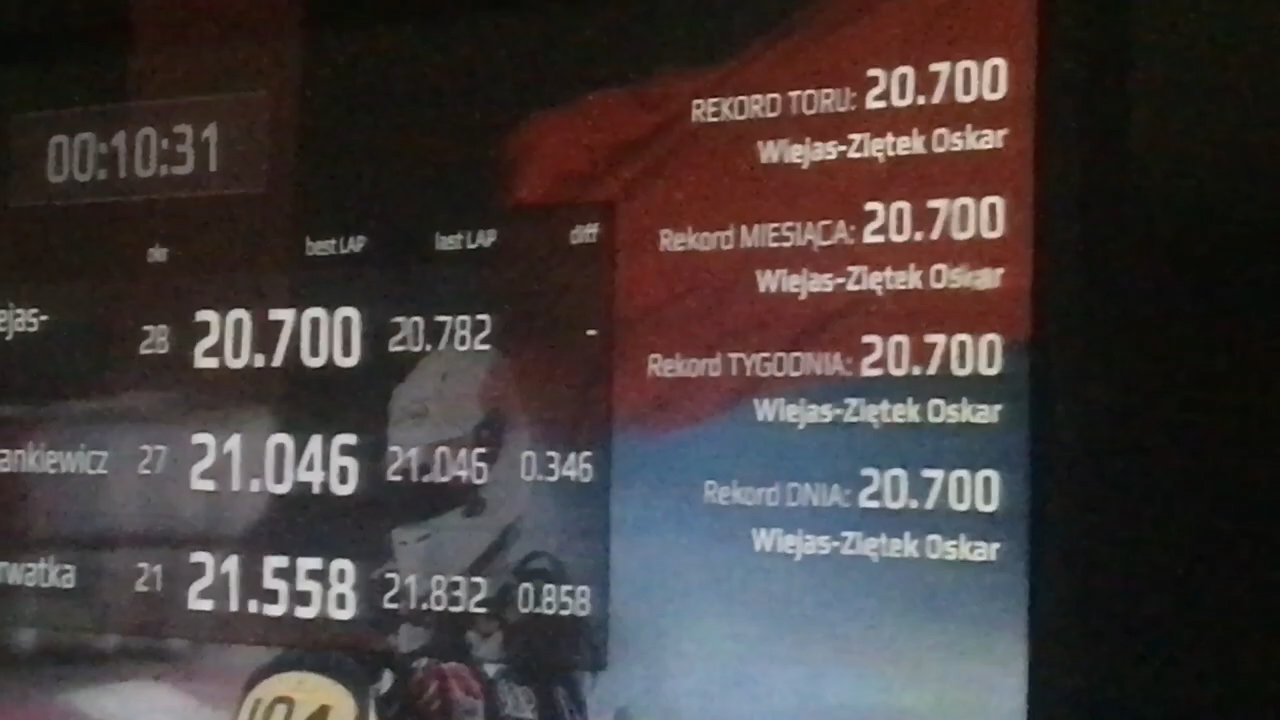 00:10:31
okr best LAP last LAP diff
ejas- 28 20.700 20.782 -
ankiewicz 27 21.046 21.046 0.346
rwatka 21 21.558 21.832 0.858
REKORD TORU: 20.700
Wiejas-Ziętek Oskar
Rekord MIESIĄCA: 20.700
Wiejas-Ziętek Oskar
Rekord TYGODNIA: 20.700
Wiejas-Ziętek Oskar
Rekord DNIA: 20.700
Wiejas-Ziętek Oskar